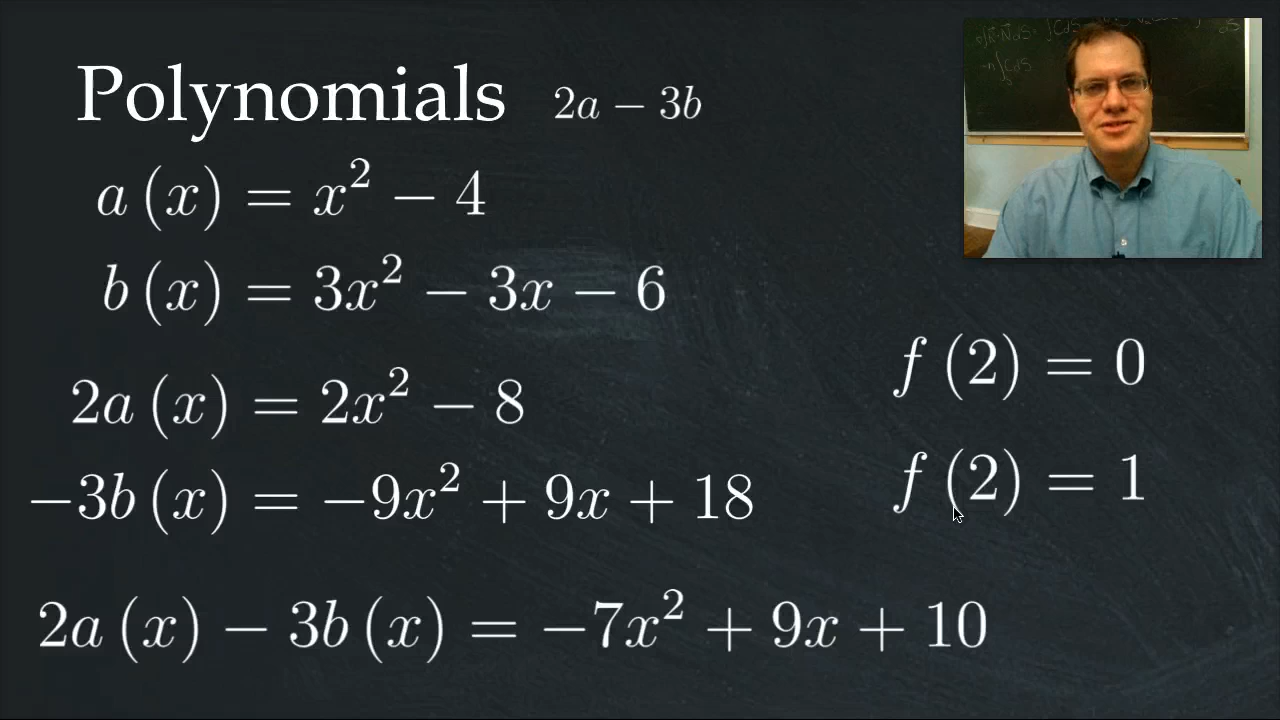 Polynomials 2a − 3b
a (x) = x² − 4
b (x) = 3x² − 3x − 6
2a (x) = 2x² − 8
−3b (x) = −9x² + 9x + 18
2a (x) − 3b (x) = −7x² + 9x + 10
f (2) = 0
f (2) = 1